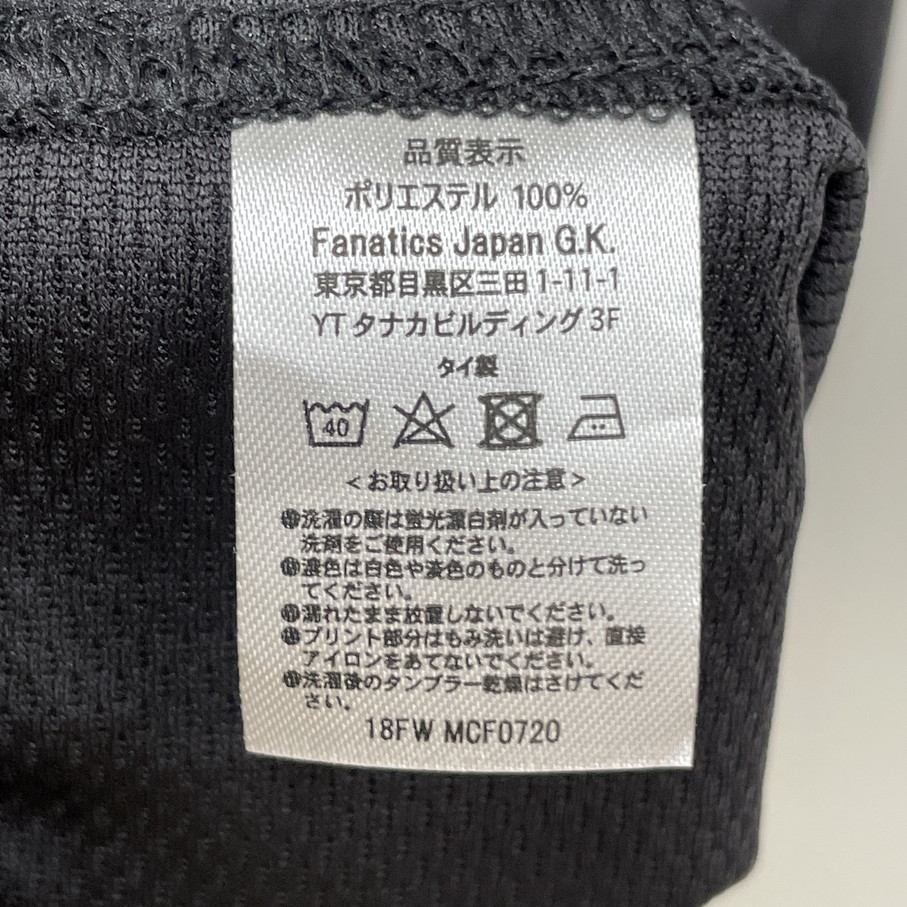 品質表示
ポリエステル 100%
Fanatics Japan G.K.
東京都目黒区三田1-11-1
YTタナカビルディング3F
タイ製
40
<お取り扱い上の注意>
洗濯の際は蛍光漂白剤が入っていない
洗剤をご使用ください。
濃色は白色や淡色のものと分けて洗っ
てください。
濡れたまま放置しないでください。
プリント部分はもみ洗いは避け、直接
アイロンをあてないでください。
洗濯後のタンブラー乾燥はさけてくだ
さい。
18FW MCF0720